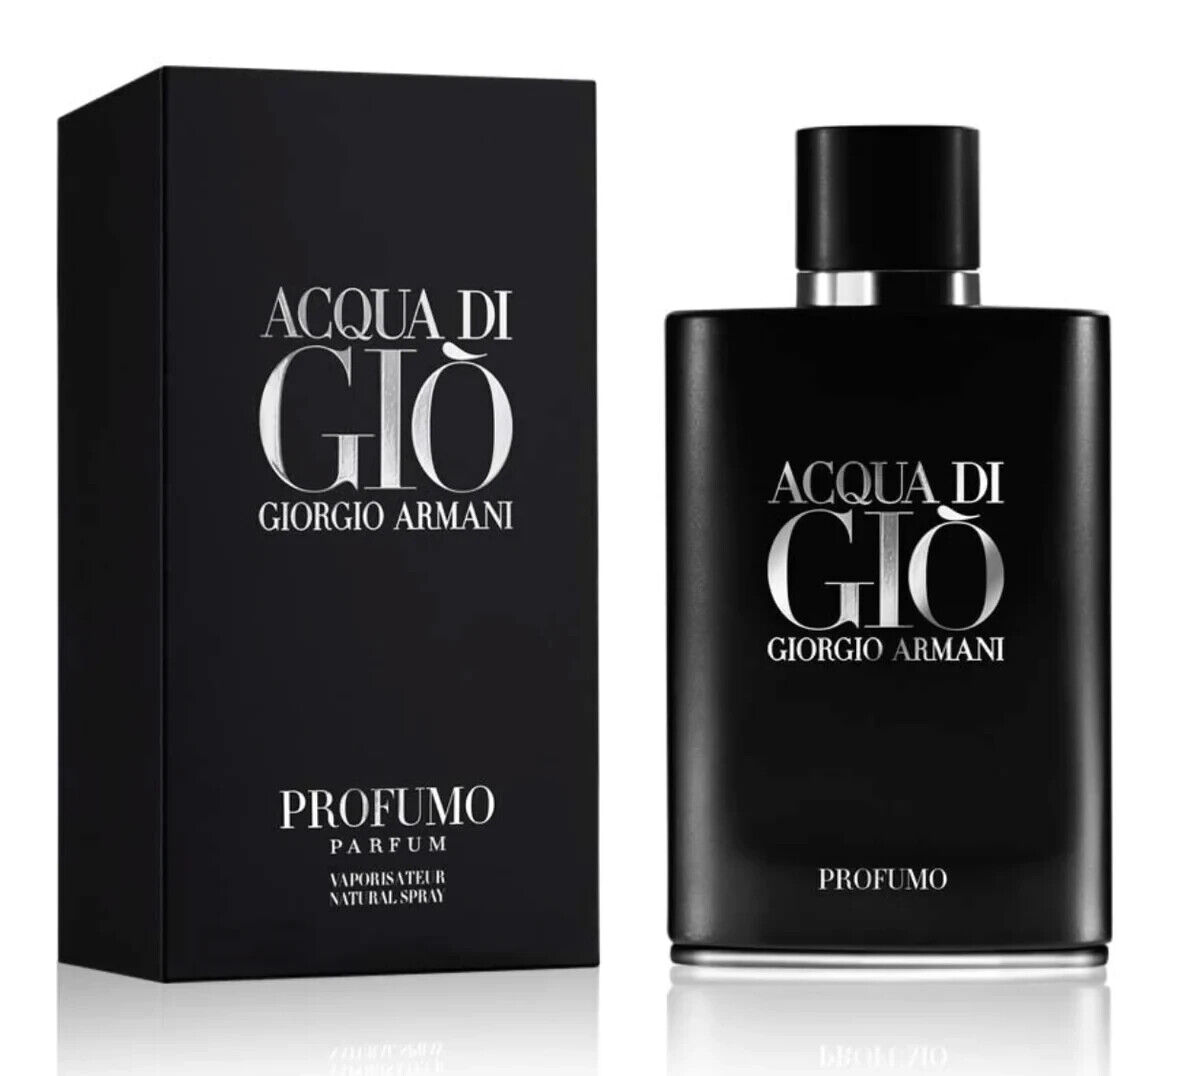 ACQUA DI
GIÒ
GIORGIO ARMANI
PROFUMO
PARFUM
VAPORISATEUR
NATURAL SPRAY
ACQUA DI
GIÒ
GIORGIO ARMANI
PROFUMO